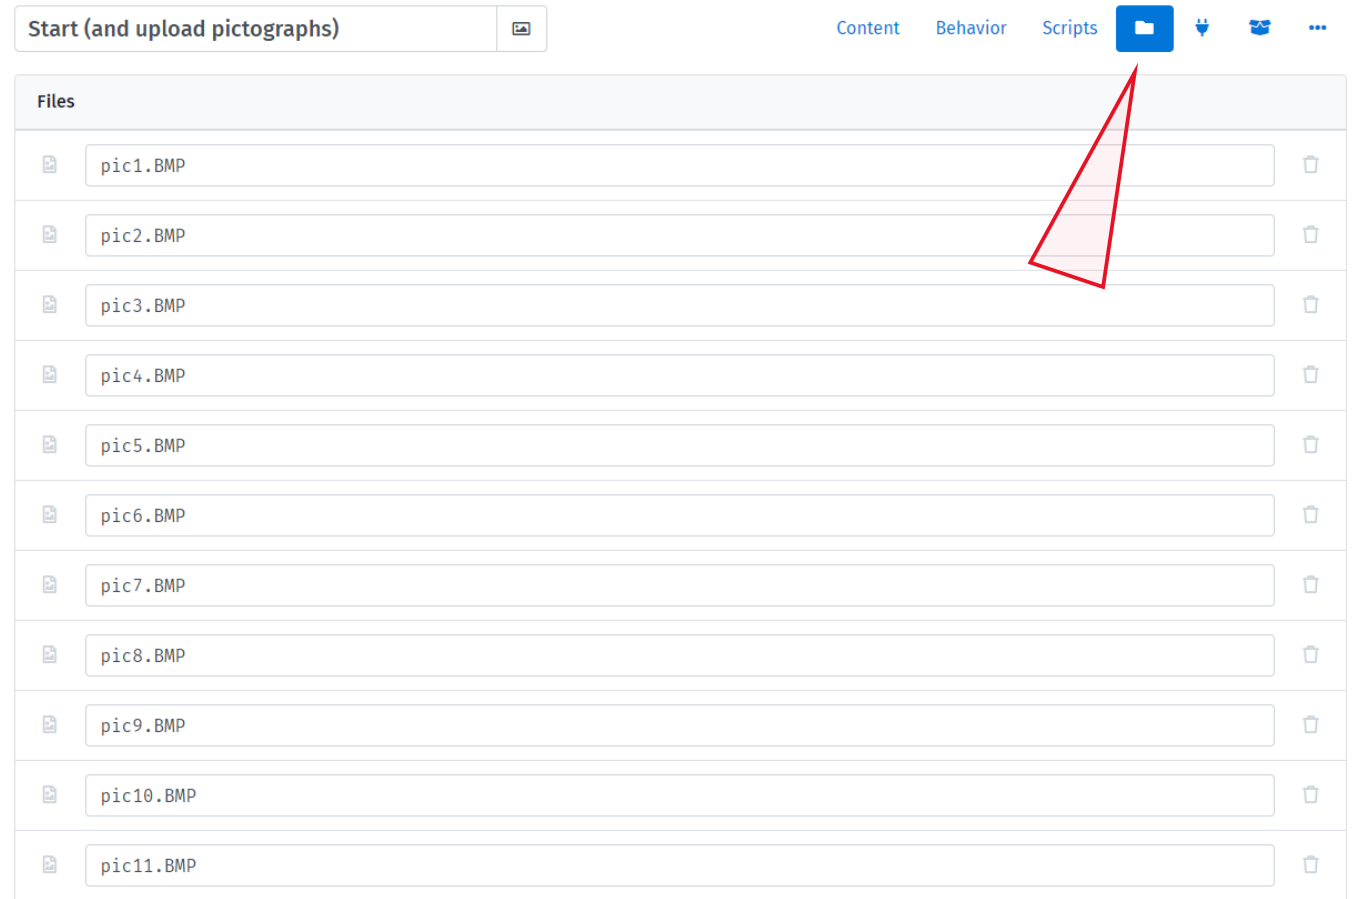 Start (and upload pictographs)
Content Behavior Scripts
Files
pic1.BMP
pic2.BMP
pic3.BMP
pic4.BMP
pic5.BMP
pic6.BMP
pic7.BMP
pic8.BMP
pic9.BMP
pic10.BMP
pic11.BMP